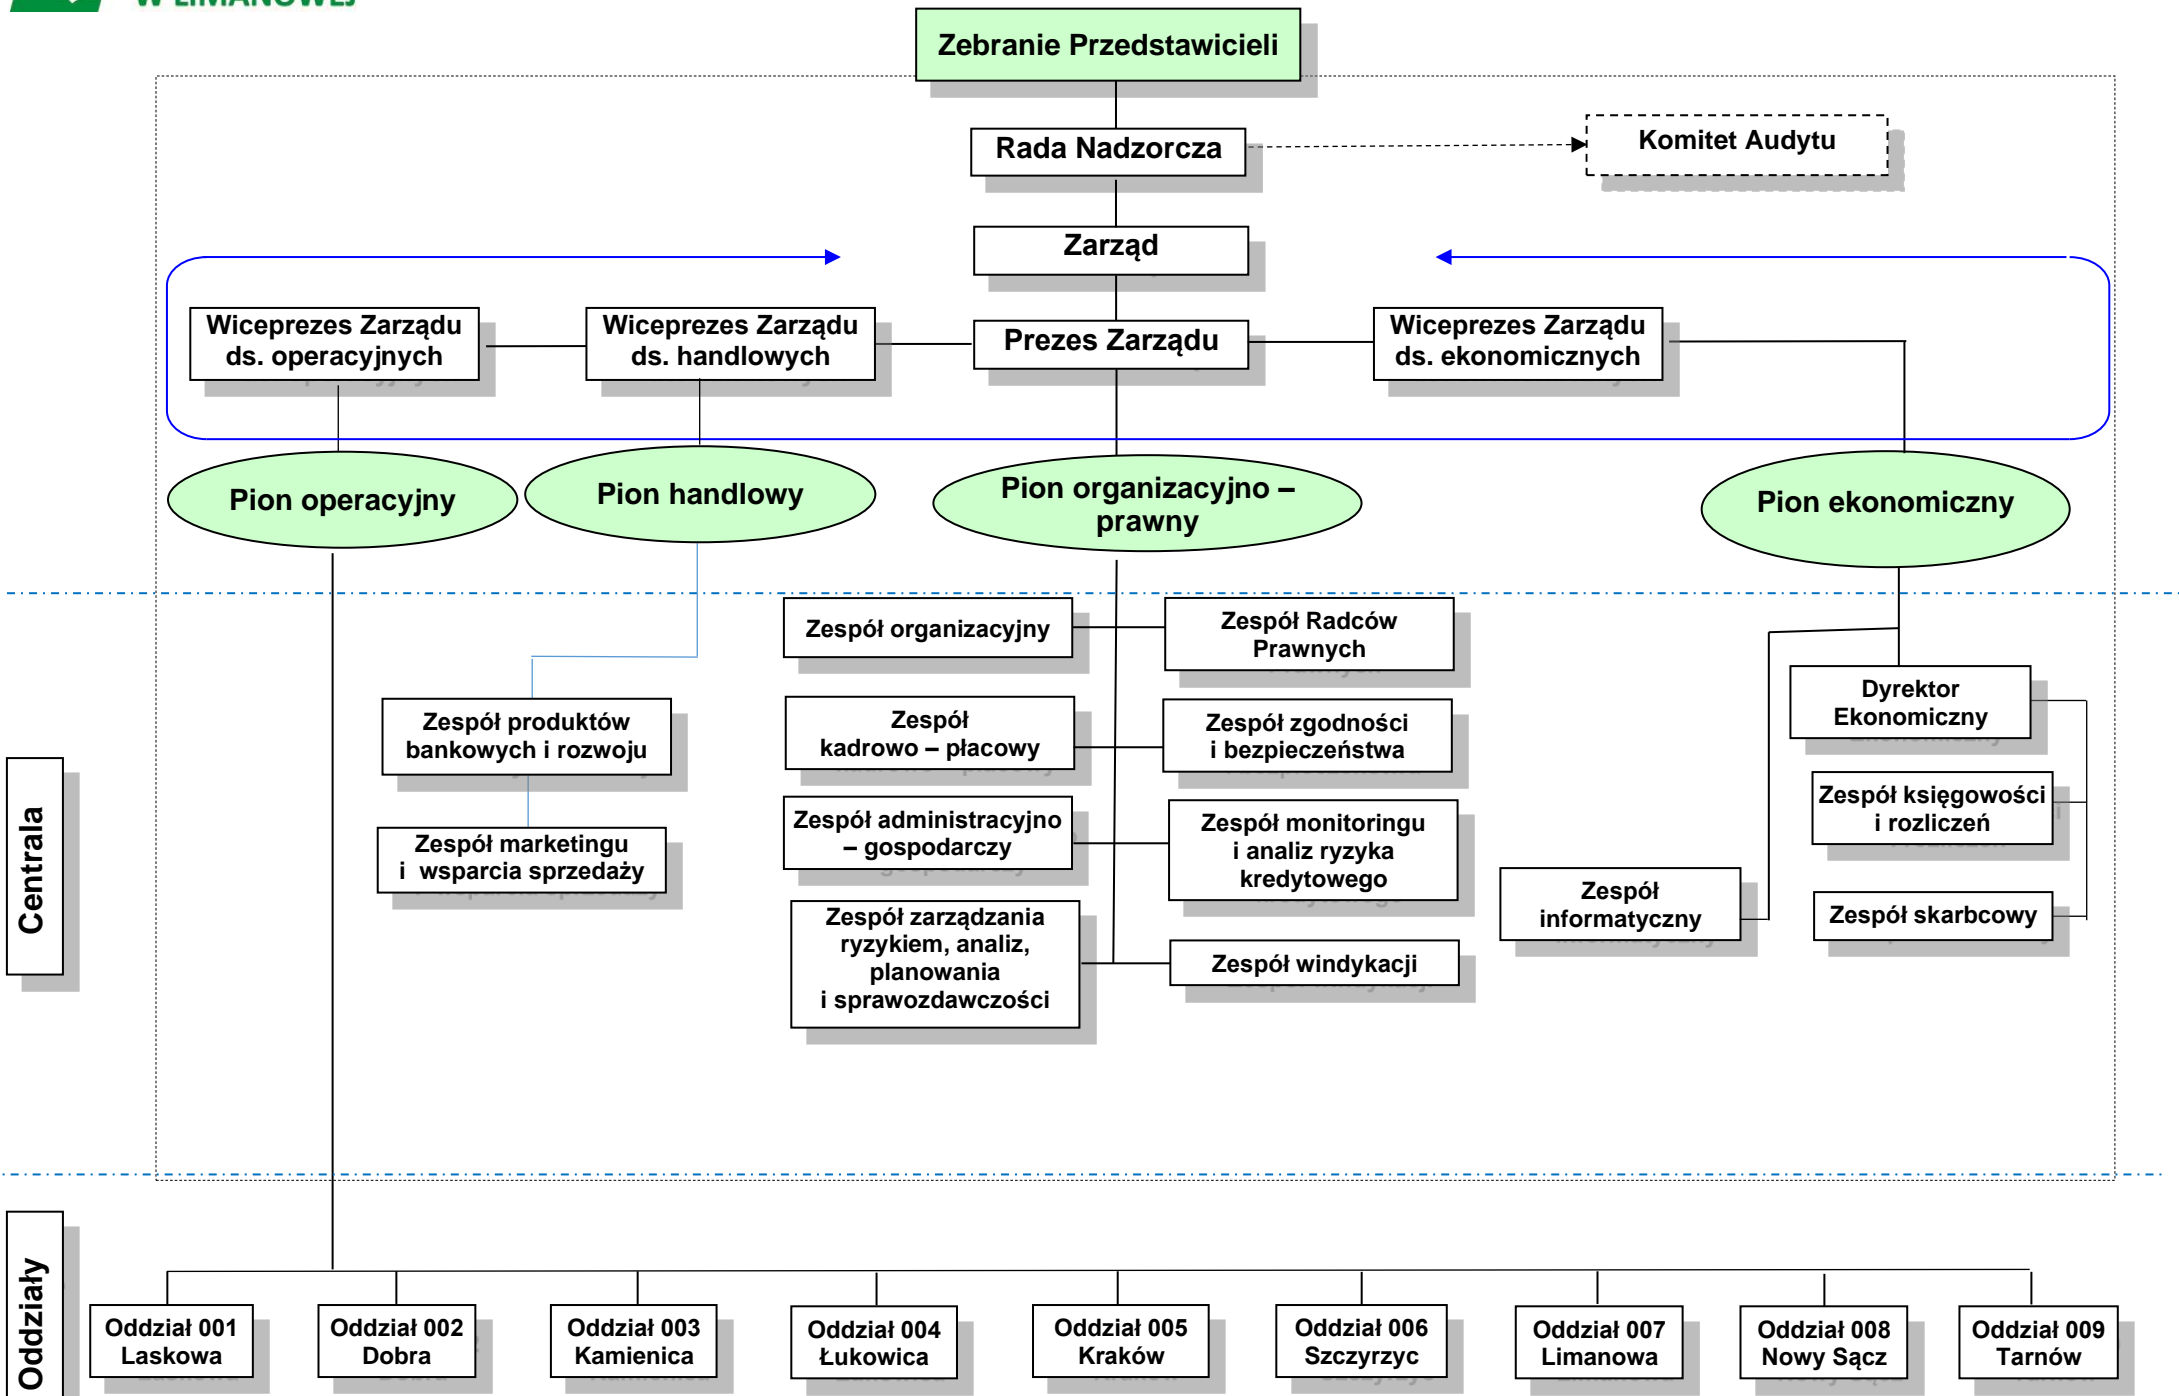 W LIMANOWEJ
Zebranie Przedstawicieli
Rada Nadzorcza
Komitet Audytu
Zarząd
Wiceprezes Zarządu
ds. operacyjnych
Wiceprezes Zarządu
ds. handlowych
Prezes Zarządu
Wiceprezes Zarządu
ds. ekonomicznych
Pion operacyjny
Pion handlowy
Pion organizacyjno –
prawny
Pion ekonomiczny
Centrala
Zespół produktów
bankowych i rozwoju
Zespół marketingu
i wsparcia sprzedaży
Zespół organizacyjny
Zespół Radców
Prawnych
Zespół
kadrowo – płacowy
Zespół zgodności
i bezpieczeństwa
Zespół administracyjno
– gospodarczy
Zespół monitoringu
i analiz ryzyka
kredytowego
Zespół zarządzania
ryzykiem, analiz,
planowania
i sprawozdawczości
Zespół windykacji
Dyrektor
Ekonomiczny
Zespół księgowości
i rozliczeń
Zespół
informatyczny
Zespół skarbcowy
Oddziały
Oddział 001
Laskowa
Oddział 002
Dobra
Oddział 003
Kamienica
Oddział 004
Łukowica
Oddział 005
Kraków
Oddział 006
Szczyrzyc
Oddział 007
Limanowa
Oddział 008
Nowy Sącz
Oddział 009
Tarnów